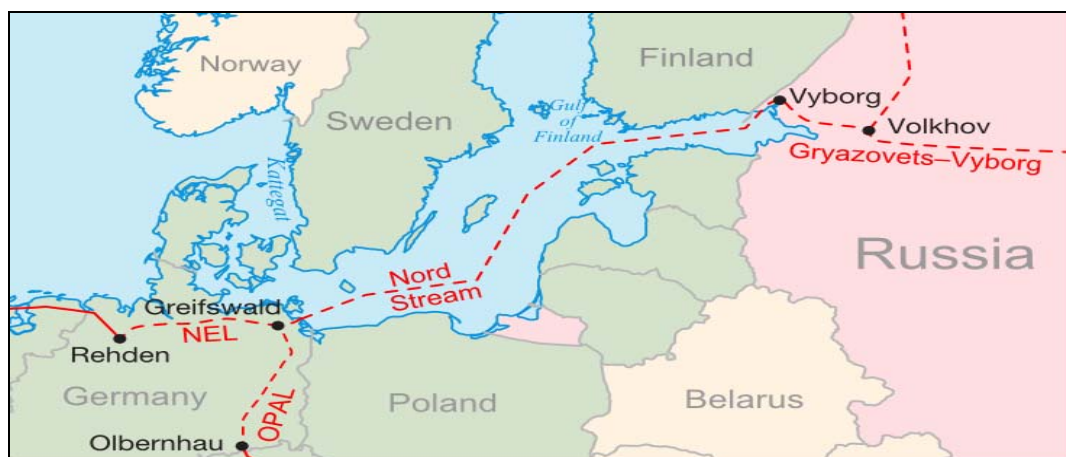 Norway
Finland
Sweden
Gulf
of
Finland
Vyborg
Volkhov
Gryazovets–Vyborg
Kattegat
Russia
Nord
Stream
Greifswald
NEL
Rehden
Germany
OPAL
Poland
Belarus
Olbernhau